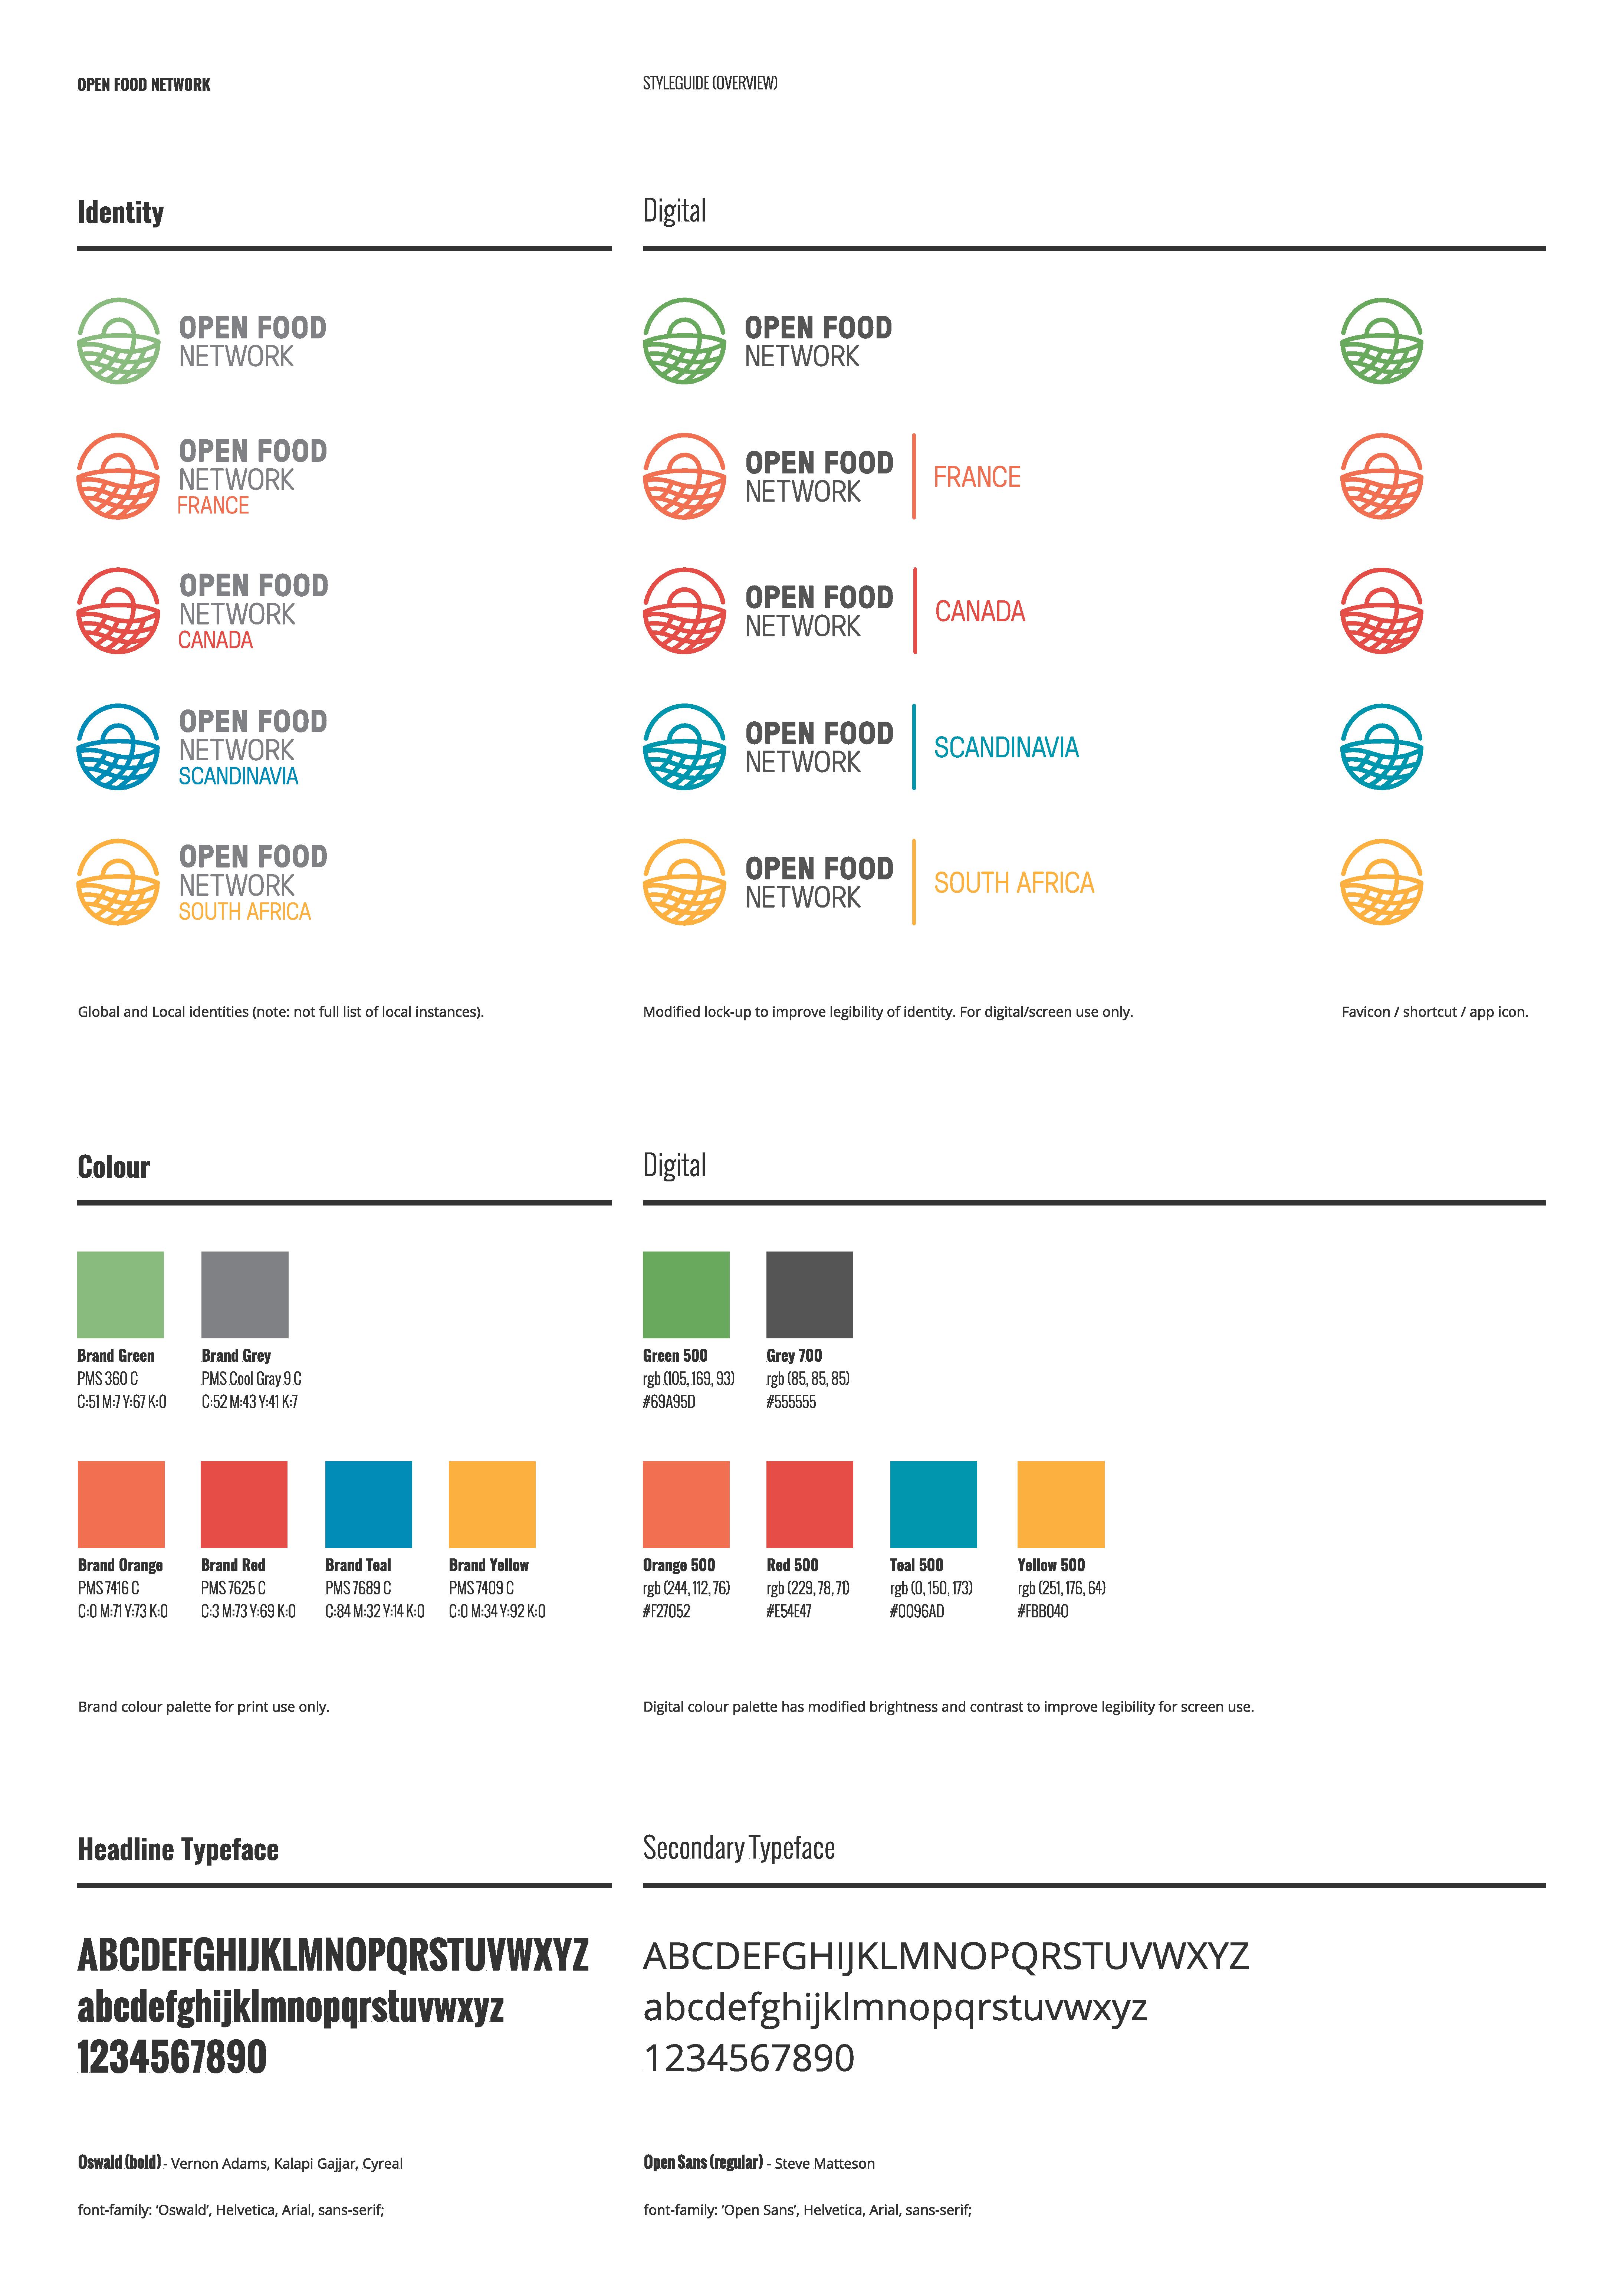 OPEN FOOD NETWORK
STYLEGUIDE (OVERVIEW)
Identity
Digital
OPEN FOOD
NETWORK
OPEN FOOD
NETWORK
OPEN FOOD
NETWORK
FRANCE
OPEN FOOD
NETWORK
FRANCE
OPEN FOOD
NETWORK
CANADA
OPEN FOOD
NETWORK
CANADA
OPEN FOOD
NETWORK
SCANDINAVIA
OPEN FOOD
NETWORK
SCANDINAVIA
OPEN FOOD
NETWORK
SOUTH AFRICA
OPEN FOOD
NETWORK
SOUTH AFRICA
Global and Local identities (note: not full list of local instances).
Modified lock-up to improve legibility of identity. For digital/screen use only.
Favicon / shortcut / app icon.
Colour
Digital
Brand Green
PMS 360 C
C:51 M:7 Y:67 K:0
Brand Grey
PMS Cool Gray 9 C
C:52 M:43 Y:41 K:7
Green 500
rgb (105, 169, 93)
#69A95D
Grey 700
rgb (85, 85, 85)
#555555
Brand Orange
PMS 7416 C
C:0 M:71 Y:73 K:0
Brand Red
PMS 7625 C
C:3 M:73 Y:69 K:0
Brand Teal
PMS 7689 C
C:84 M:32 Y:14 K:0
Brand Yellow
PMS 7409 C
C:0 M:34 Y:92 K:0
Orange 500
rgb (244, 112, 76)
#F27052
Red 500
rgb (229, 78, 71)
#E54E47
Teal 500
rgb (0, 150, 173)
#0096AD
Yellow 500
rgb (251, 176, 64)
#FBB040
Brand colour palette for print use only.
Digital colour palette has modified brightness and contrast to improve legibility for screen use.
Headline Typeface
Secondary Typeface
ABCDEFGHIJKLMNOPQRSTUVWXYZ
abcdefghijklmnopqrstuvwxyz
1234567890
ABCDEFGHIJKLMNOPQRSTUVWXYZ
abcdefghijklmnopqrstuvwxyz
1234567890
Oswald (bold) - Vernon Adams, Kalapi Gajjar, Cyreal
font-family: ‘Oswald’, Helvetica, Arial, sans-serif;
Open Sans (regular) - Steve Matteson
font-family: ‘Open Sans’, Helvetica, Arial, sans-serif;